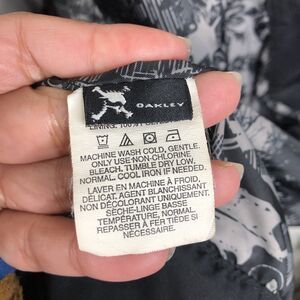 OAKLEY
LINING: 100%
MACHINE WASH COLD, GENTLE.
ONLY USE NON-CHLORINE
BLEACH. TUMBLE DRY LOW,
NORMAL. COOL IRON IF NEEDED.
LAVER EN MACHINE À FROID,
DÉLICAT. AGENT BLANCHISSANT
NON DÉCOLORANT UNIQUEMENT.
SÈCHE-LINGE BASSE
TEMPÉRATURE, NORMAL.
REPASSER À FER TIÈDE SI
NÉCESSAIRE.